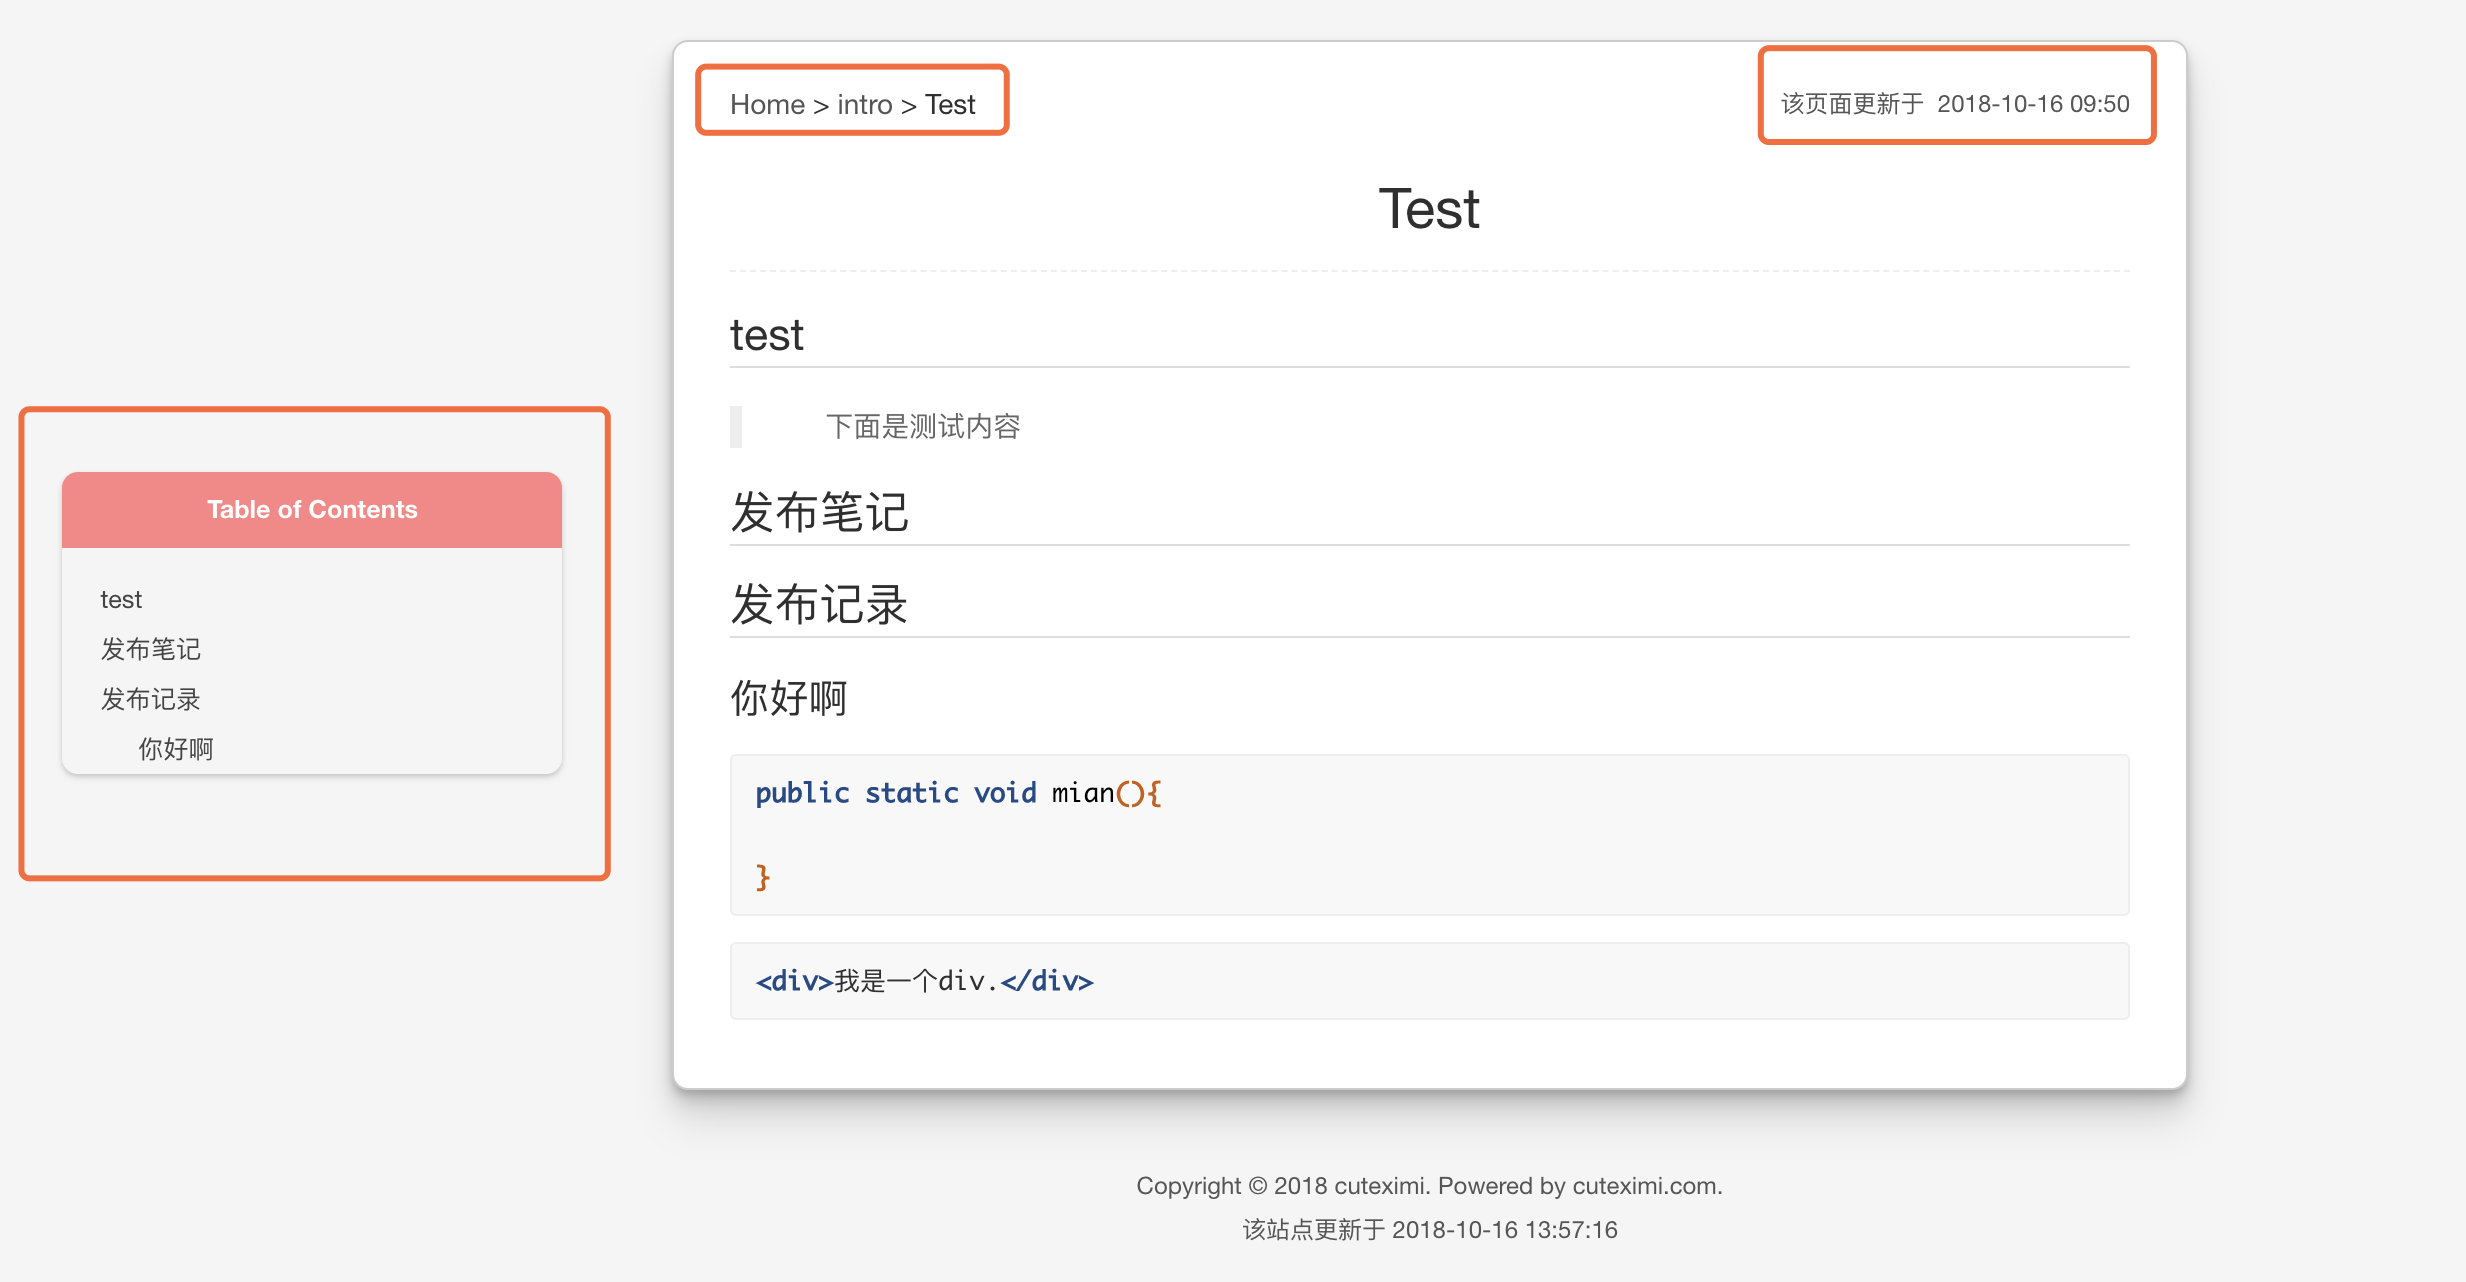 Home > intro > Test
该页面更新于 2018-10-16 09:50
Test
test
下面是测试内容
发布笔记
发布记录
你好啊
public static void mian(){
}
<div>我是一个div.</div>
Table of Contents
test
发布笔记
发布记录
你好啊
Copyright © 2018 cuteximi. Powered by cuteximi.com.
该站点更新于 2018-10-16 13:57:16